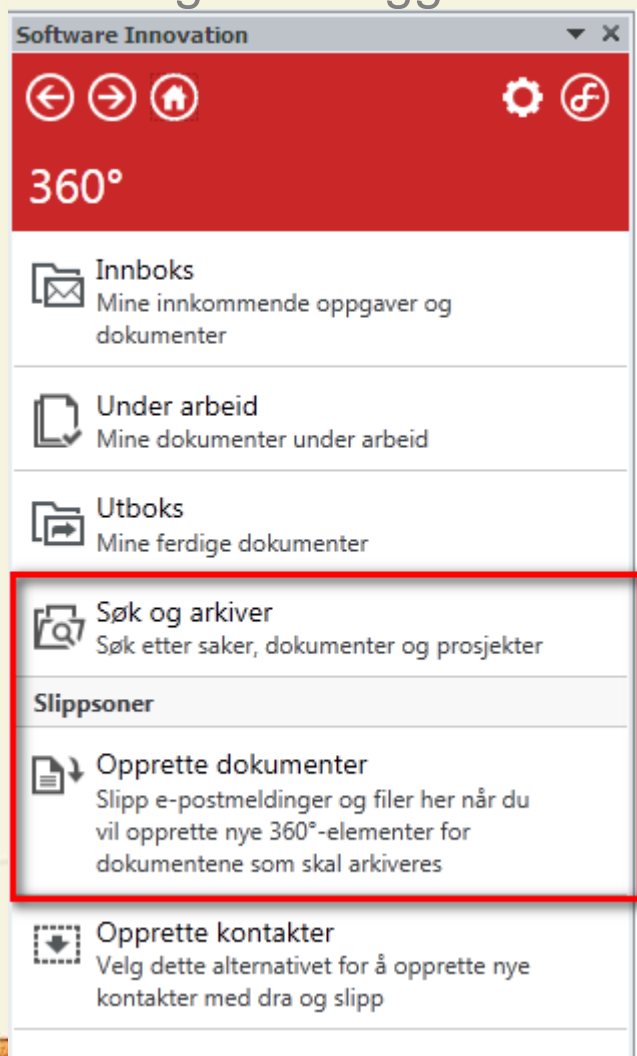 Software Innovation
360°
Innboks
Mine innkommende oppgaver og
dokumenter
Under arbeid
Mine dokumenter under arbeid
Utboks
Mine ferdige dokumenter
Søk og arkiver
Søk etter saker, dokumenter og prosjekter
Slippsoner
Opprette dokumenter
Slipp e-postmeldinger og filer her når du
vil opprette nye 360°-elementer for
dokumentene som skal arkiveres
Opprette kontakter
Velg dette alternativet for å opprette nye
kontakter med dra og slipp